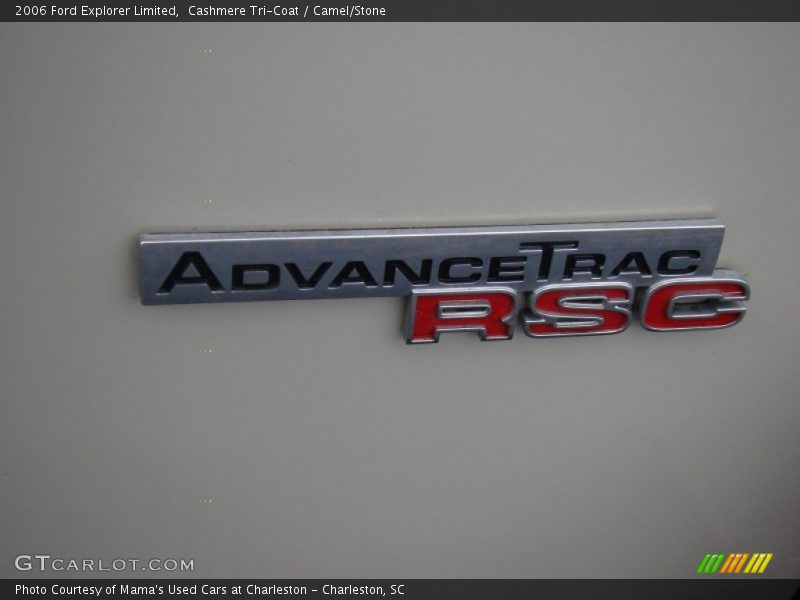 2006 Ford Explorer Limited,  Cashmere Tri-Coat / Camel/Stone
ADVANCETRAC
RSC
GTCARLOT.COM
Photo Courtesy of Mama's Used Cars at Charleston - Charleston, SC